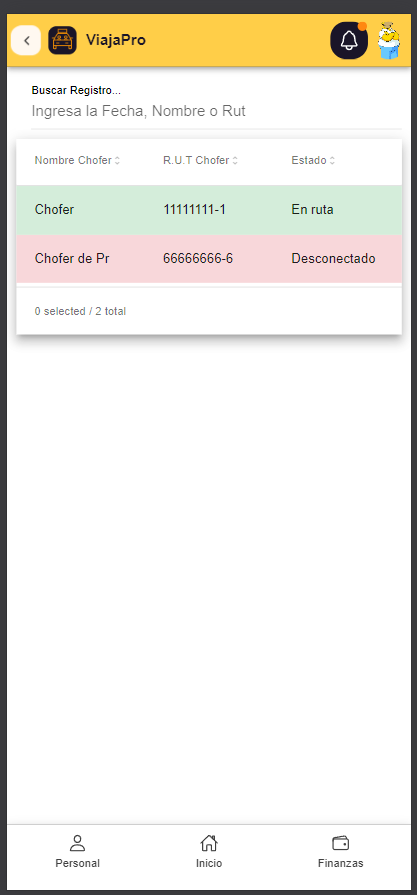 ViajaPro
Buscar Registro...
Ingresa la Fecha, Nombre o Rut
Nombre Chofer R.U.T Chofer Estado
Chofer 11111111-1 En ruta
Chofer de Pr 66666666-6 Desconectado
0 selected / 2 total
Personal Inicio Finanzas